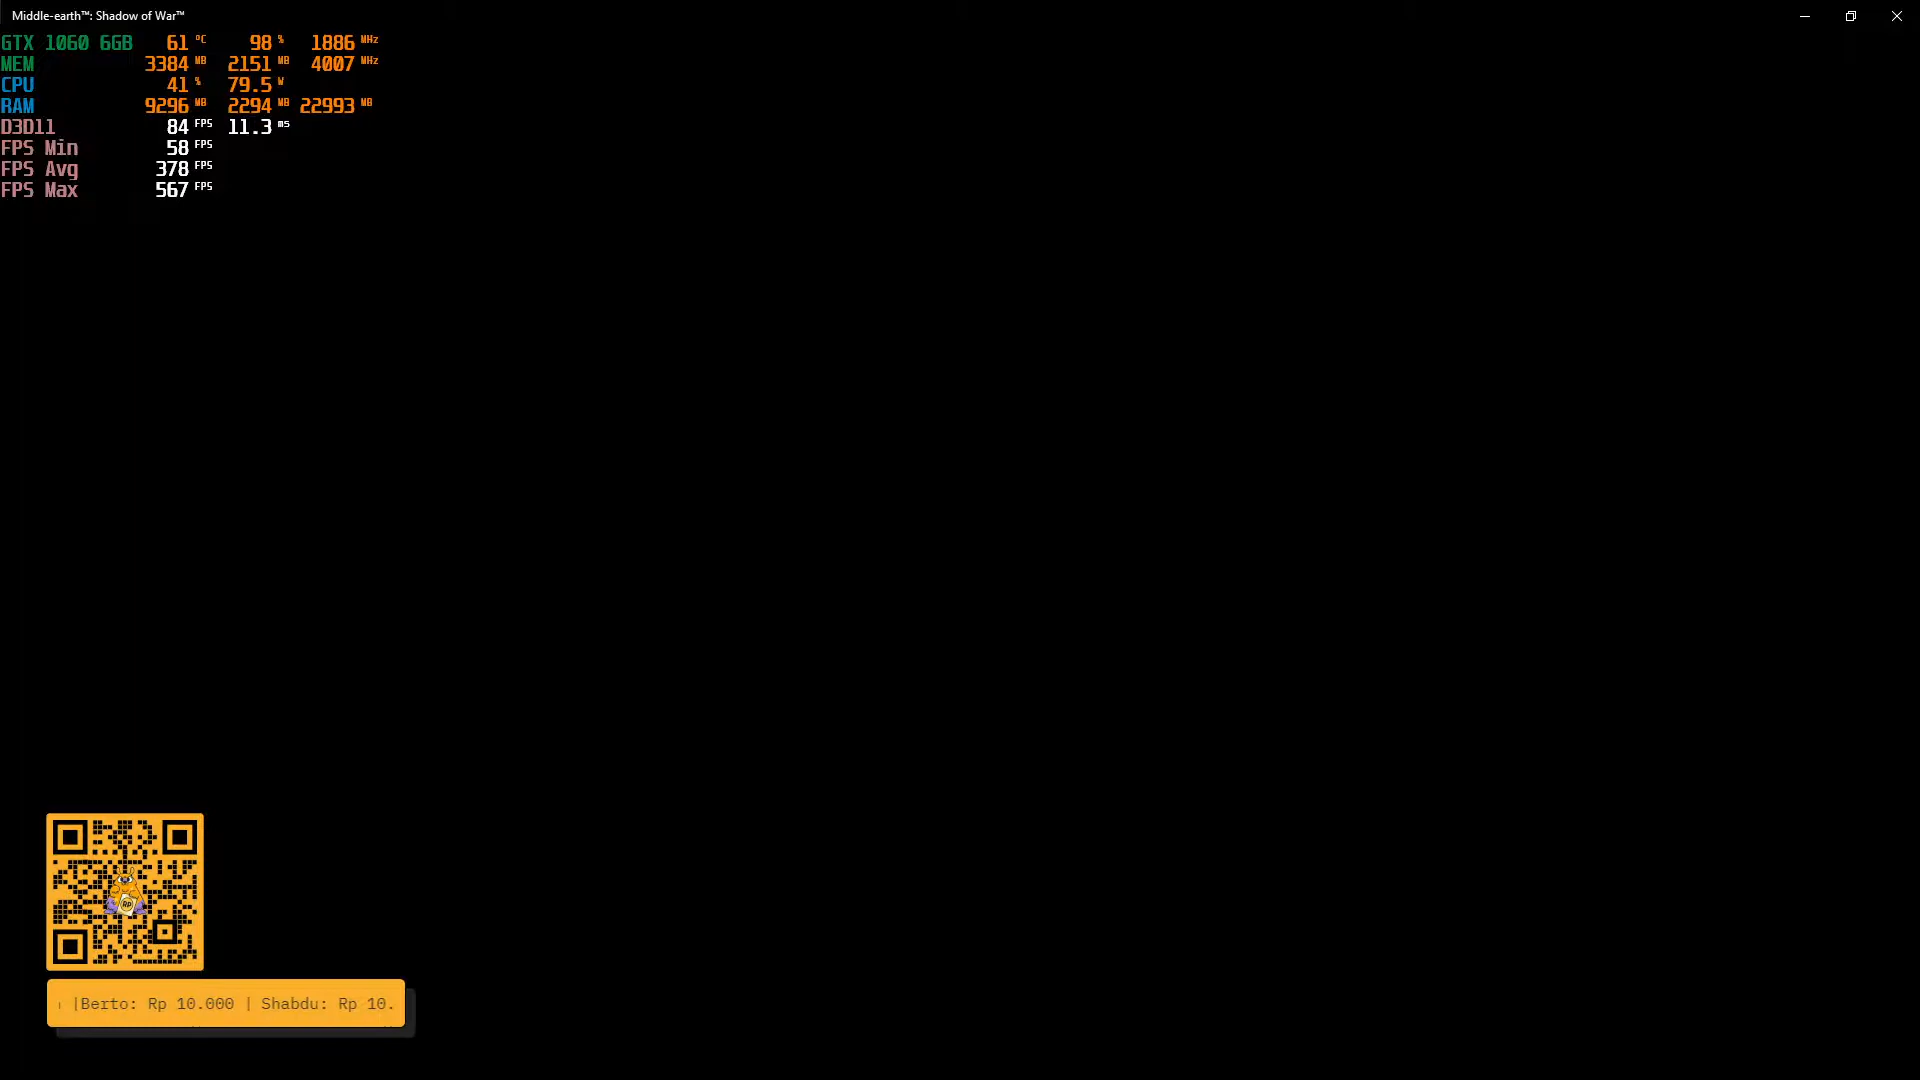 Middle-earth™: Shadow of War™
GTX 1060 6GB 61 °C 98 % 1886 MHz
MEM 3384 MB 2151 MB 4007 MHz
CPU 41 % 79.5 W
RAM 9296 MB 2294 MB 22993 MB
D3D11 84 FPS 11.3 ms
FPS Min 58 FPS
FPS Avg 378 FPS
FPS Max 567 FPS
RP
|Berto: Rp 10.000 | Shabdu: Rp 10.